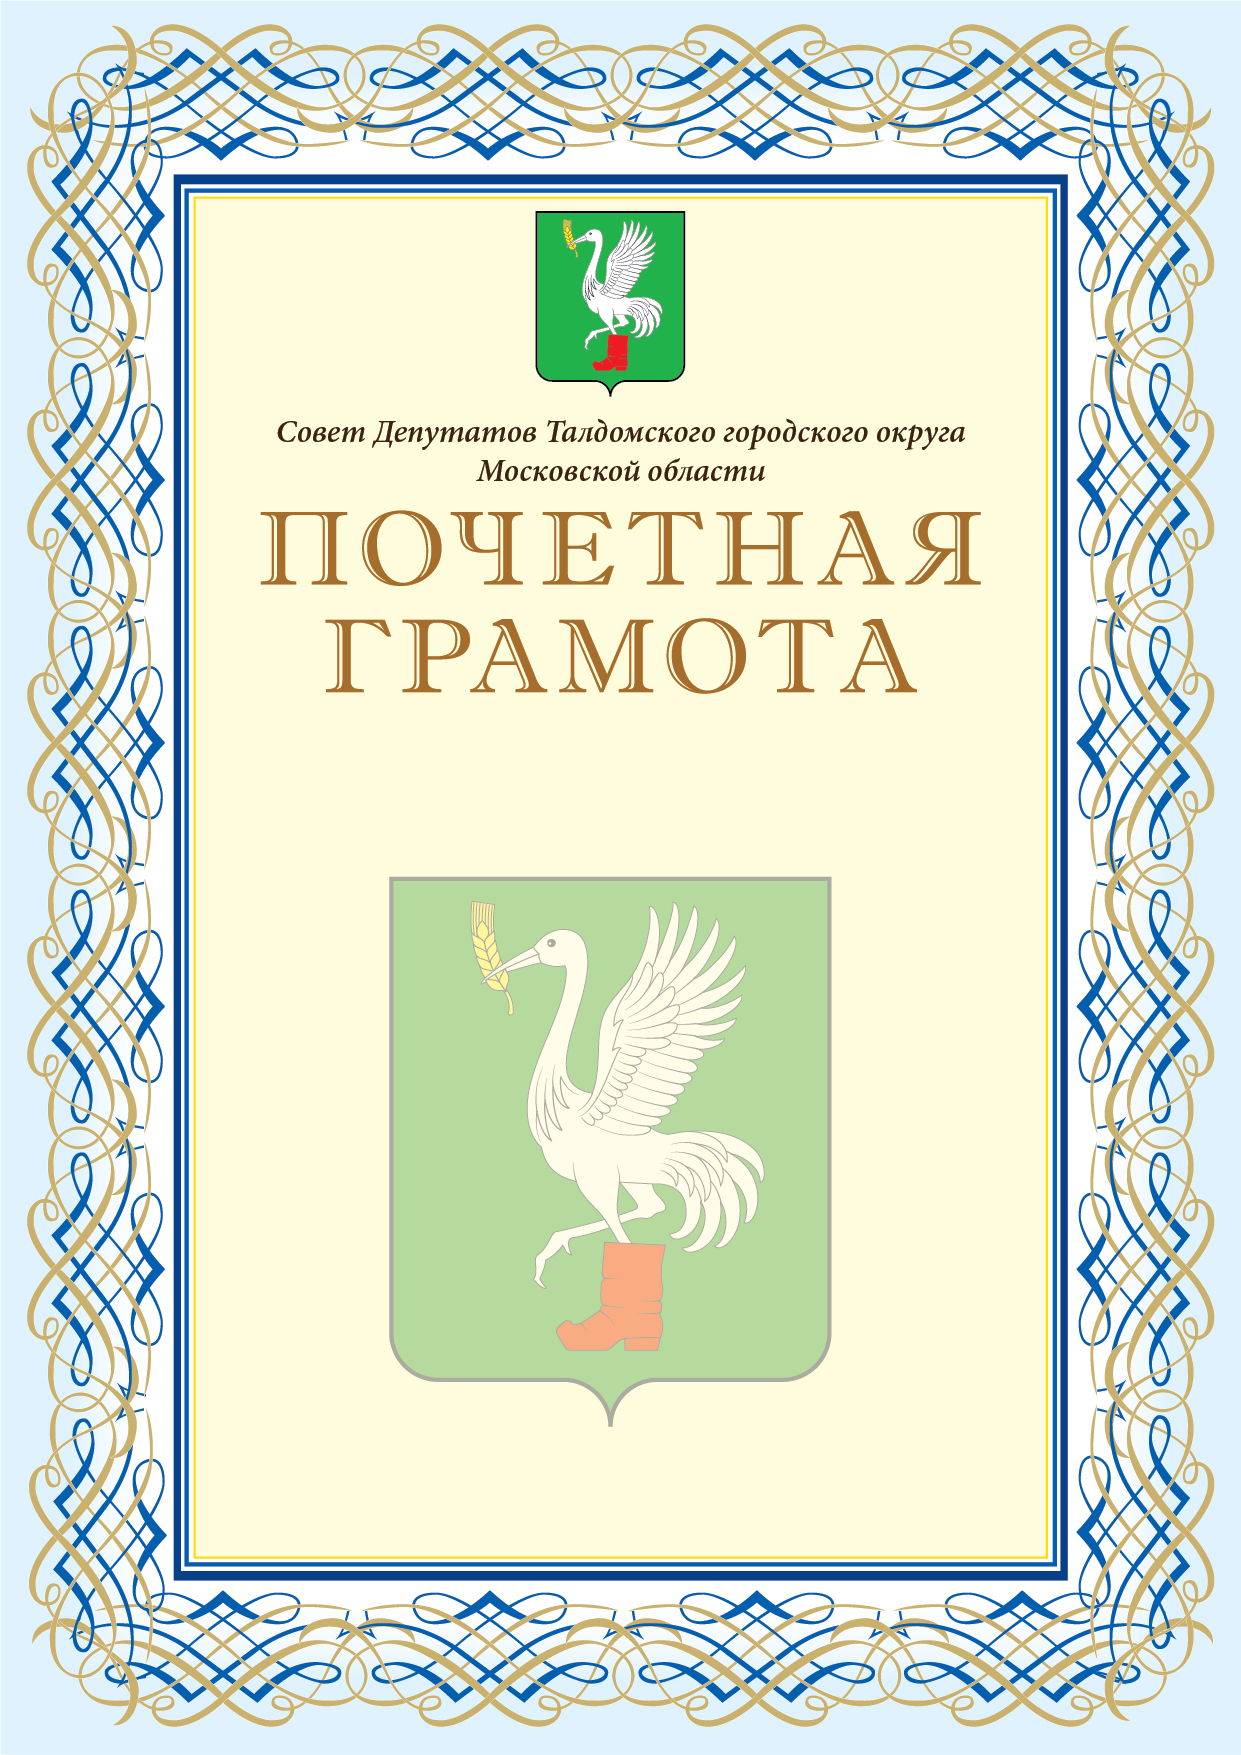 Совет Депутатов Талдомского городского округа
Московской области
ПОЧЕТНАЯ
ГРАМОТА